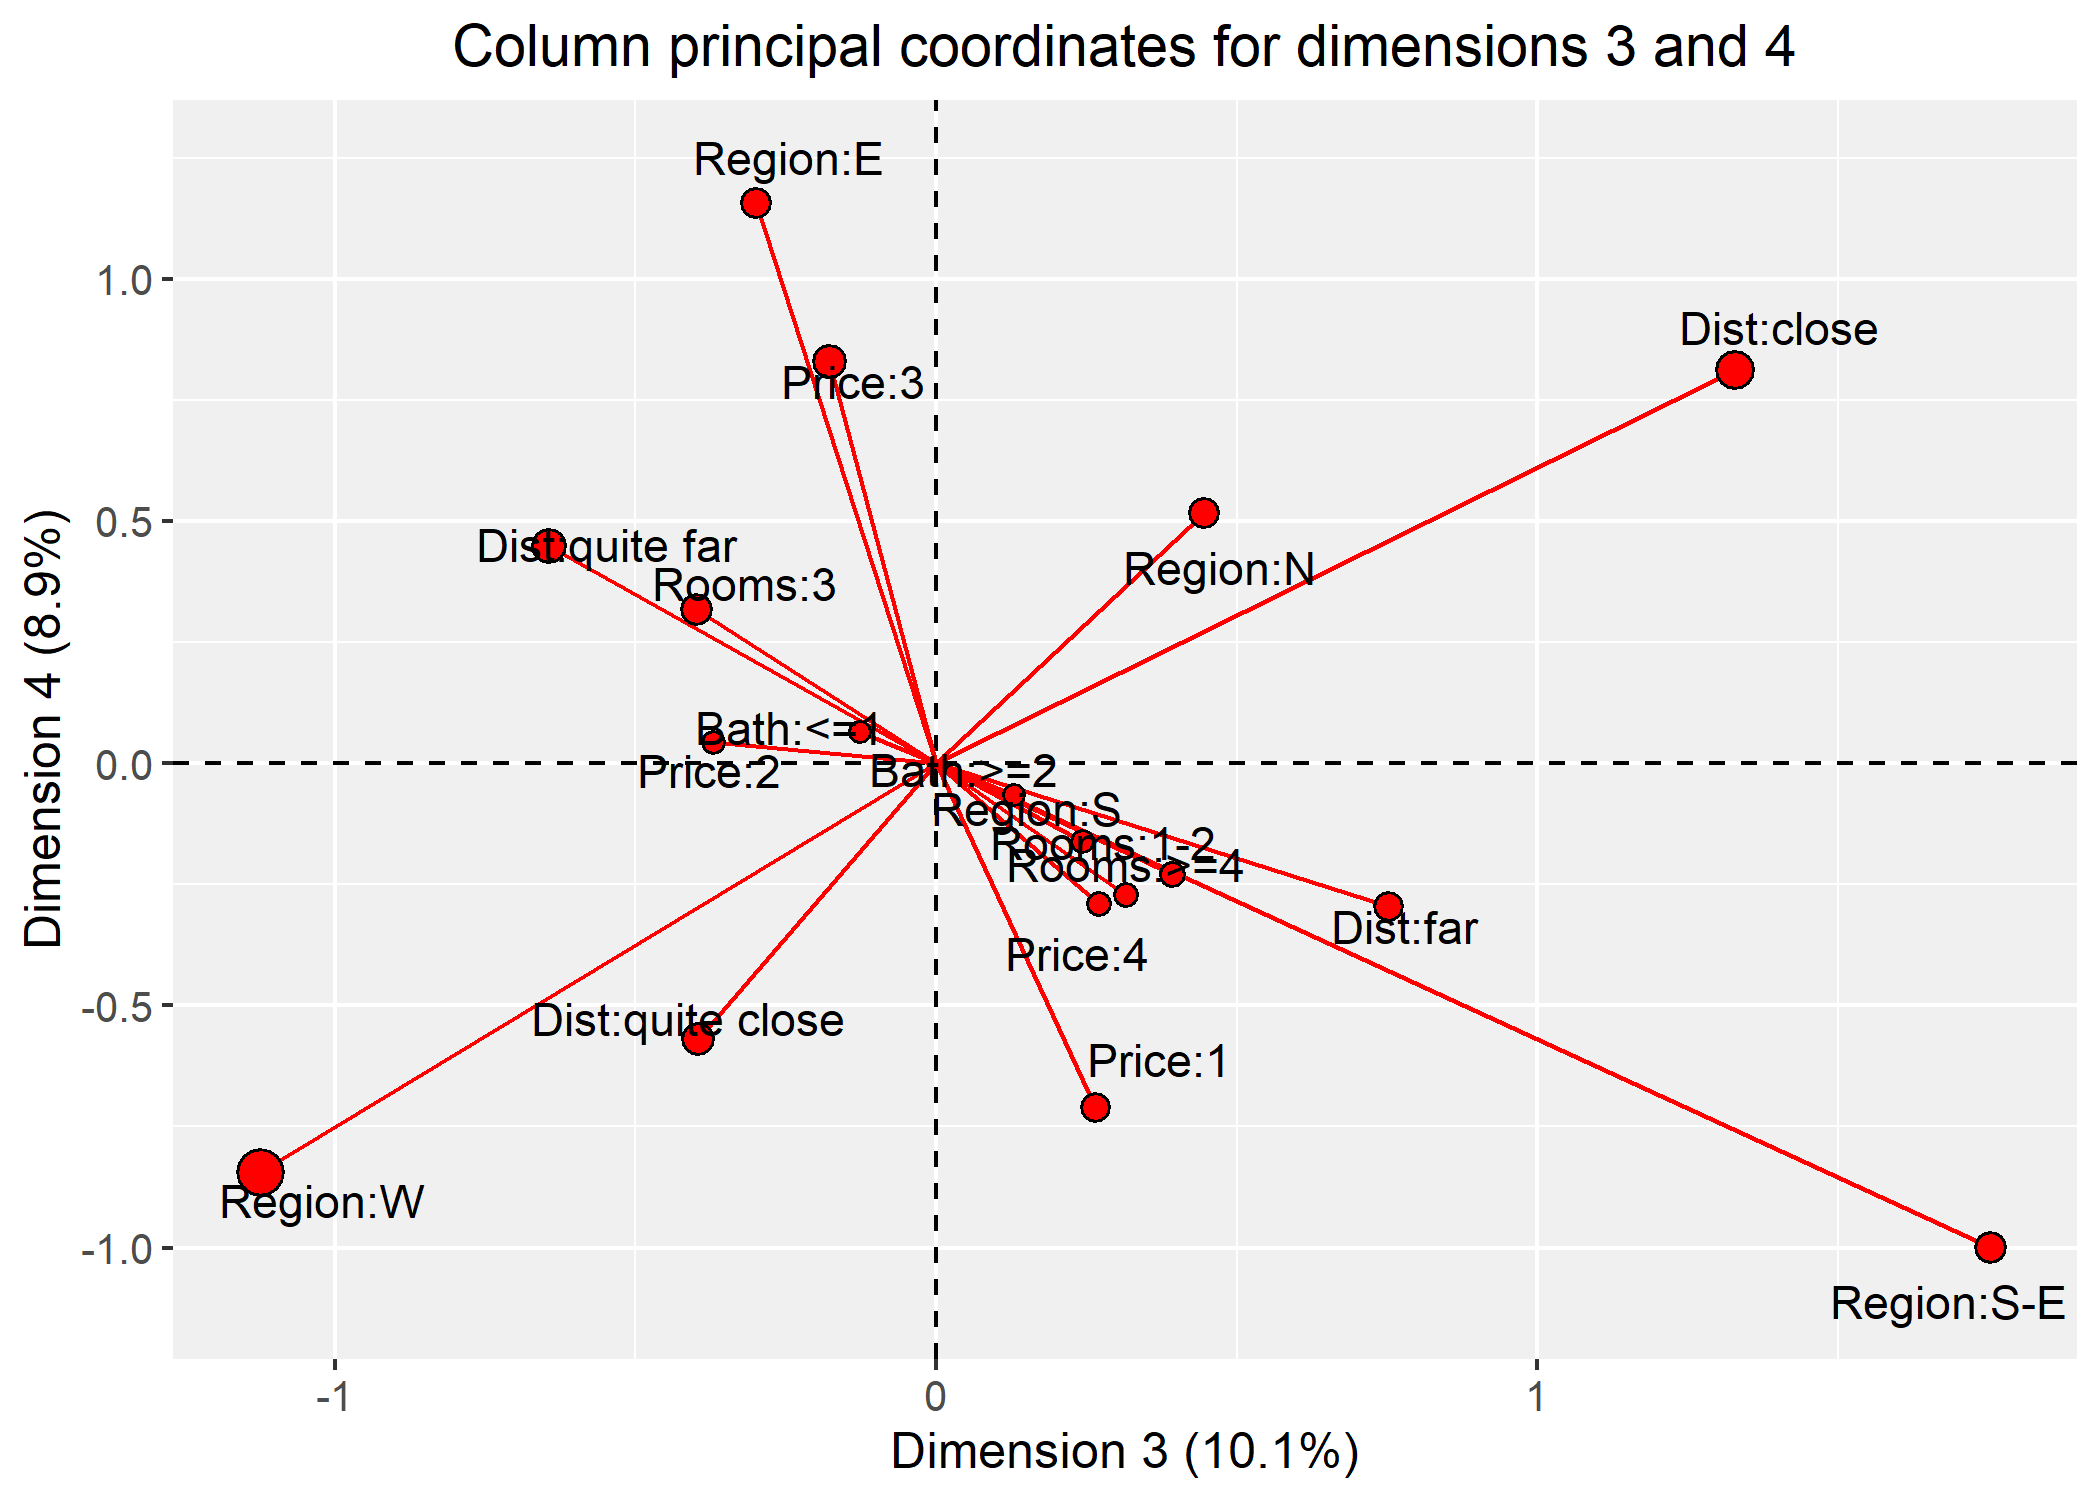 Column principal coordinates for dimensions 3 and 4
Region:E
1.0
Dist:close
Price:3
0.5
Dist:quite far
Region:N
Rooms:3
Bath:<=1
0.0
Price:2
Bath:>=2
Region:S
Rooms:1-2
Rooms:>=4
Dist:far
Price:4
-0.5
Dist:quite close
Price:1
Region:W
-1.0
Region:S-E
-1
0
1
Dimension 3 (10.1%)
Dimension 4 (8.9%)